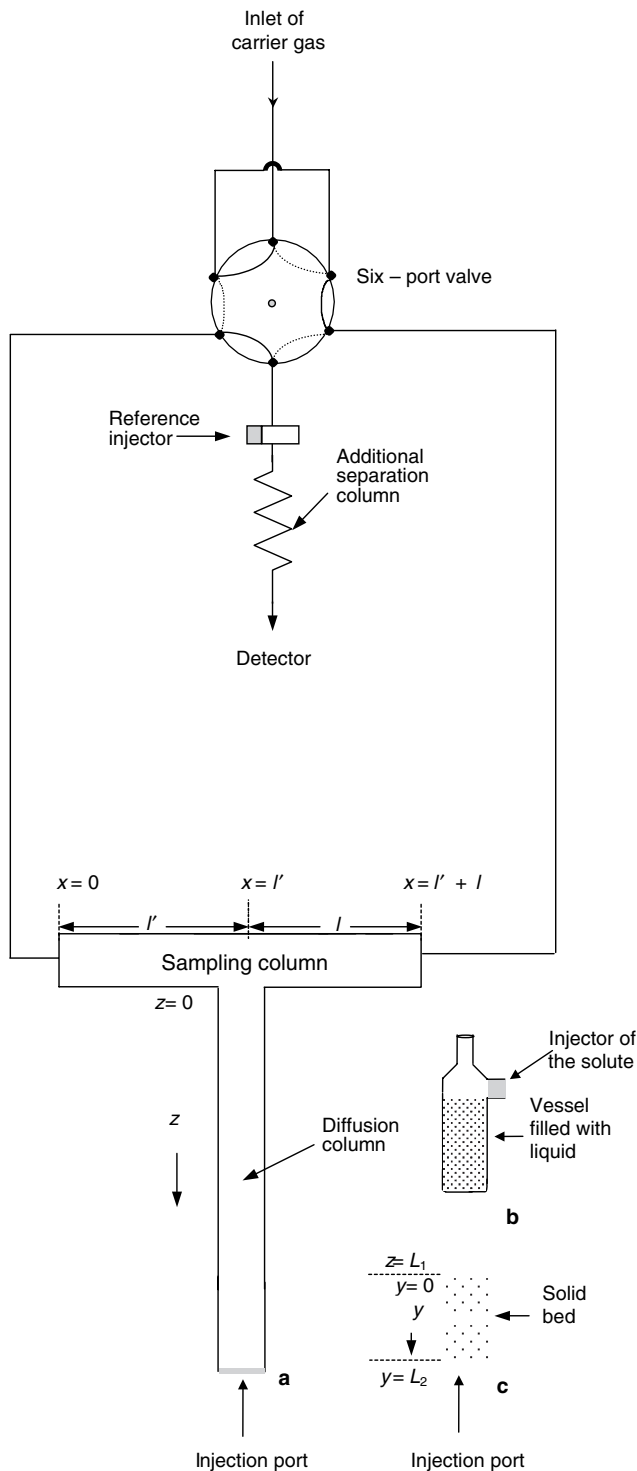 Inlet of
carrier gas
Six – port valve
Reference
injector
Additional
separation
column
Detector
x = 0
x = l′
x = l′ + l
l′
l
Sampling column
z = 0
z
Diffusion
column
Injector of
the solute
Vessel
filled with
liquid
b
z= L₁
y= 0
y
Solid
bed
y= L₂
a
c
Injection port
Injection port